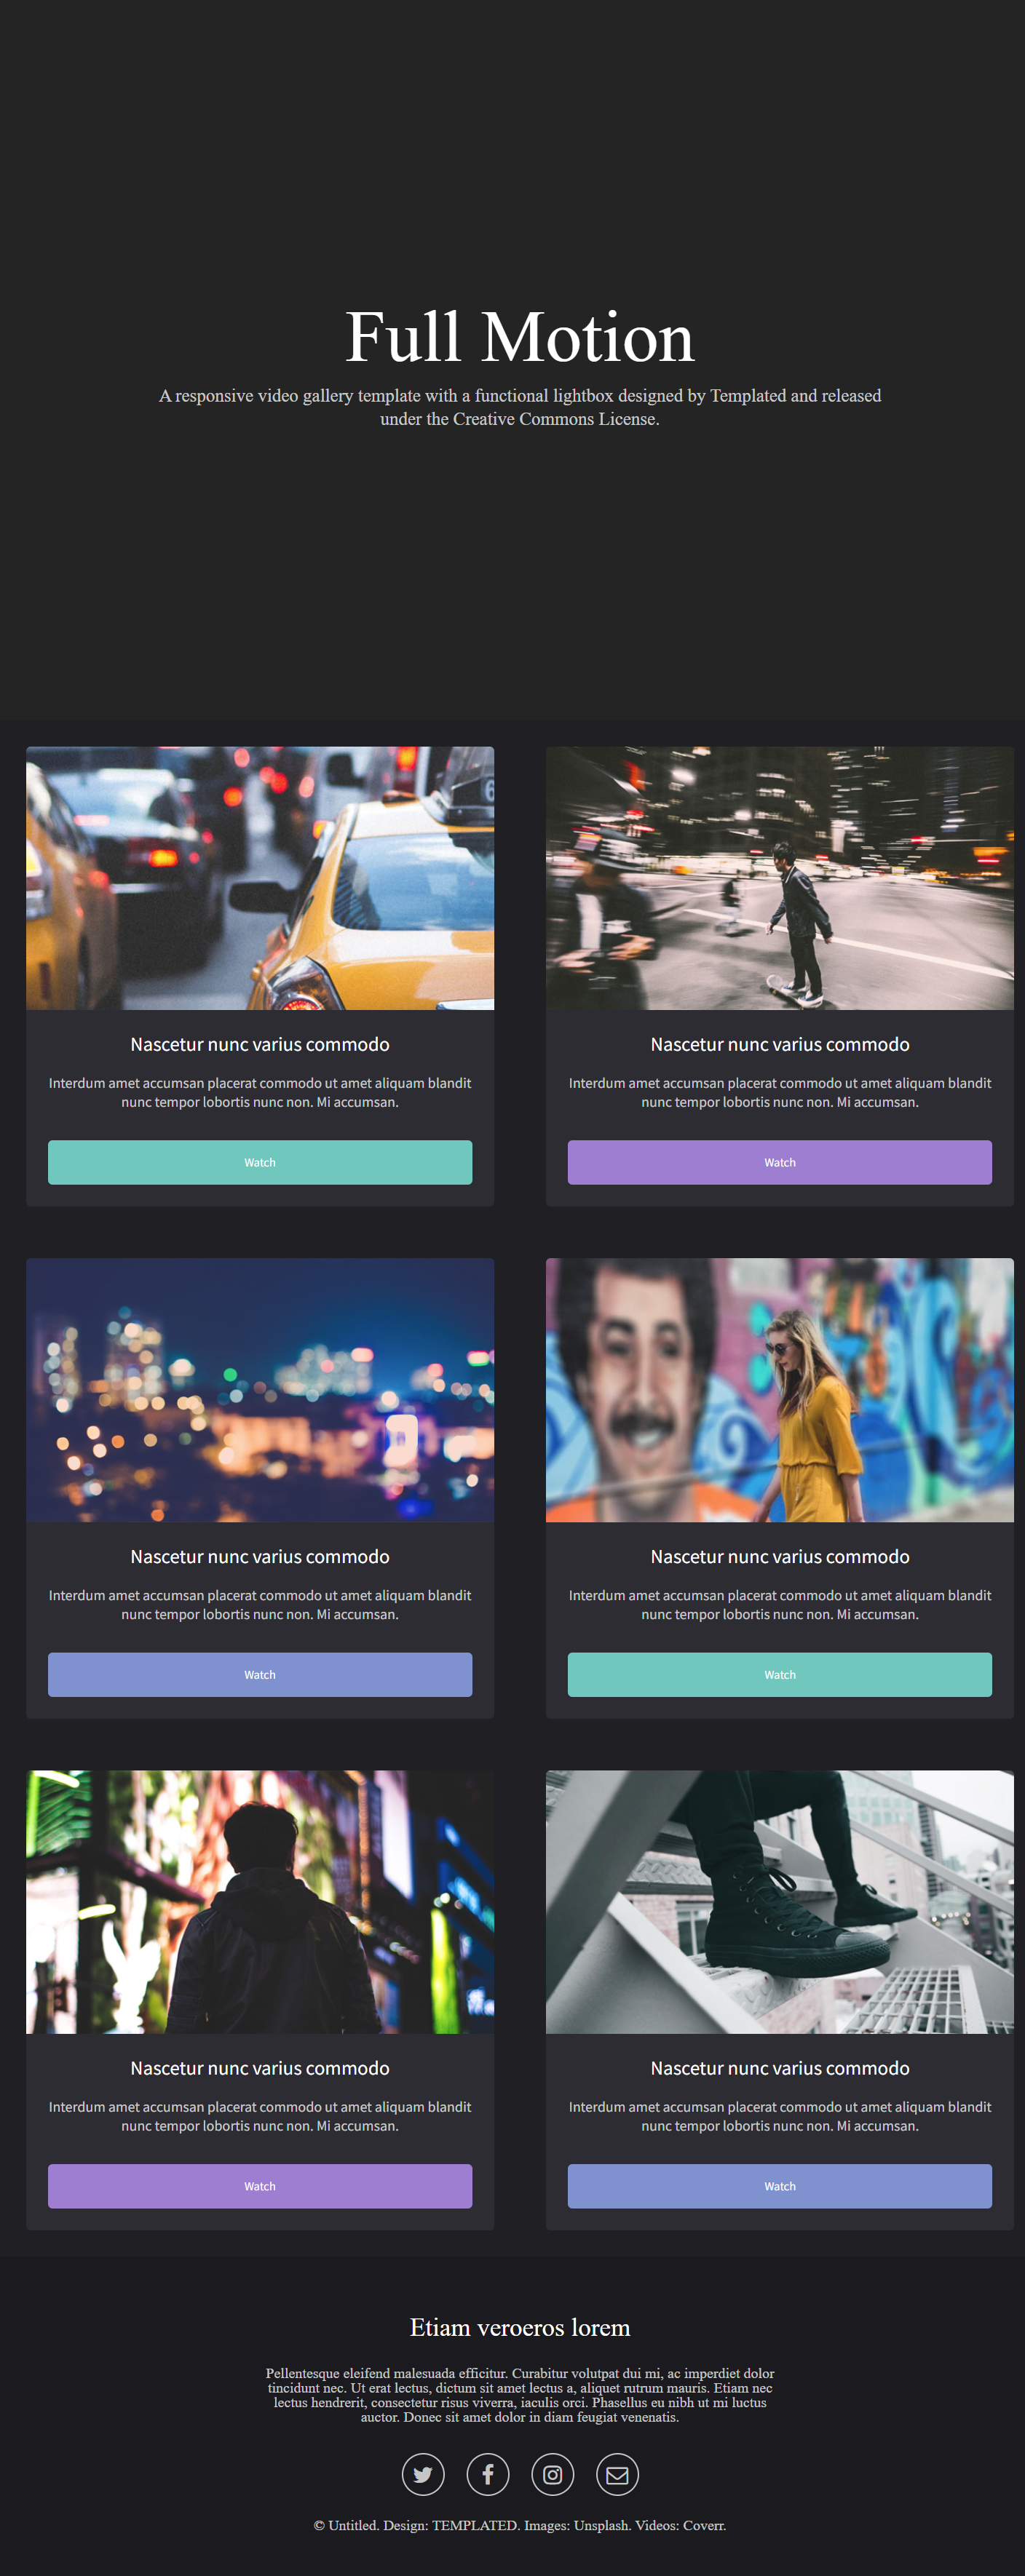 Full Motion
A responsive video gallery template with a functional lightbox designed by Templated and released
under the Creative Commons License.
Nascetur nunc varius commodo
Interdum amet accumsan placerat commodo ut amet aliquam blandit
nunc tempor lobortis nunc non. Mi accumsan.
Watch
Nascetur nunc varius commodo
Interdum amet accumsan placerat commodo ut amet aliquam blandit
nunc tempor lobortis nunc non. Mi accumsan.
Watch
Nascetur nunc varius commodo
Interdum amet accumsan placerat commodo ut amet aliquam blandit
nunc tempor lobortis nunc non. Mi accumsan.
Watch
Nascetur nunc varius commodo
Interdum amet accumsan placerat commodo ut amet aliquam blandit
nunc tempor lobortis nunc non. Mi accumsan.
Watch
Nascetur nunc varius commodo
Interdum amet accumsan placerat commodo ut amet aliquam blandit
nunc tempor lobortis nunc non. Mi accumsan.
Watch
Nascetur nunc varius commodo
Interdum amet accumsan placerat commodo ut amet aliquam blandit
nunc tempor lobortis nunc non. Mi accumsan.
Watch
Etiam veroeros lorem
Pellentesque eleifend malesuada efficitur. Curabitur volutpat dui mi, ac imperdiet dolor
tincidunt nec. Ut erat lectus, dictum sit amet lectus a, aliquet rutrum mauris. Etiam nec
lectus hendrerit, consectetur risus viverra, iaculis orci. Phasellus eu nibh ut mi luctus
auctor. Donec sit amet dolor in diam feugiat venenatis.
© Untitled. Design: TEMPLATED. Images: Unsplash. Videos: Coverr.